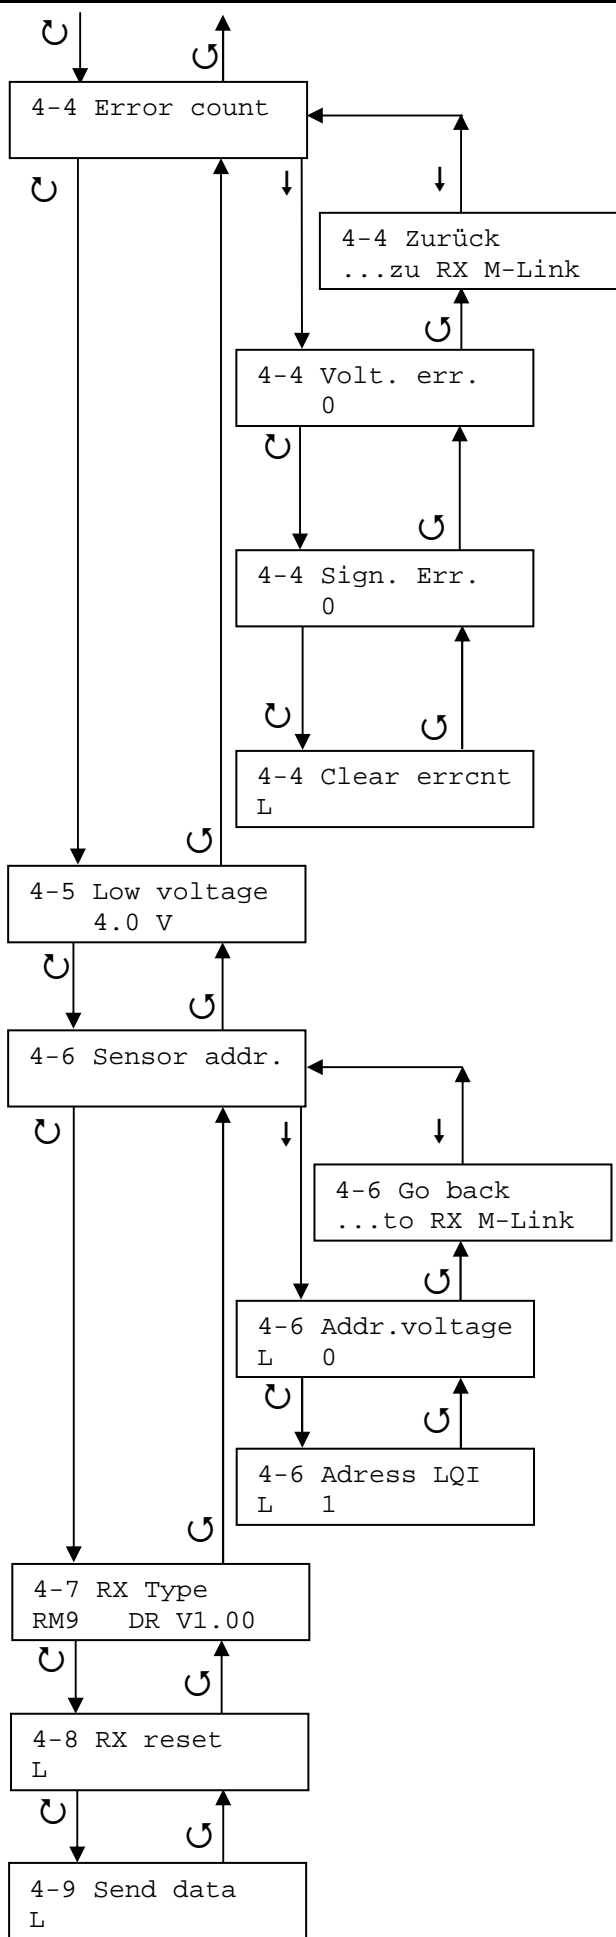 4-4 Error count
4-4 Zurück
...zu RX M-Link
4-4 Volt. err.
0
4-4 Sign. Err.
0
4-4 Clear errcnt
L
4-5 Low voltage
4.0 V
4-6 Sensor addr.
4-6 Go back
...to RX M-Link
4-6 Addr.voltage
L 0
4-6 Adress LQI
L 1
4-7 RX Type
RM9 DR V1.00
4-8 RX reset
L
4-9 Send data
L